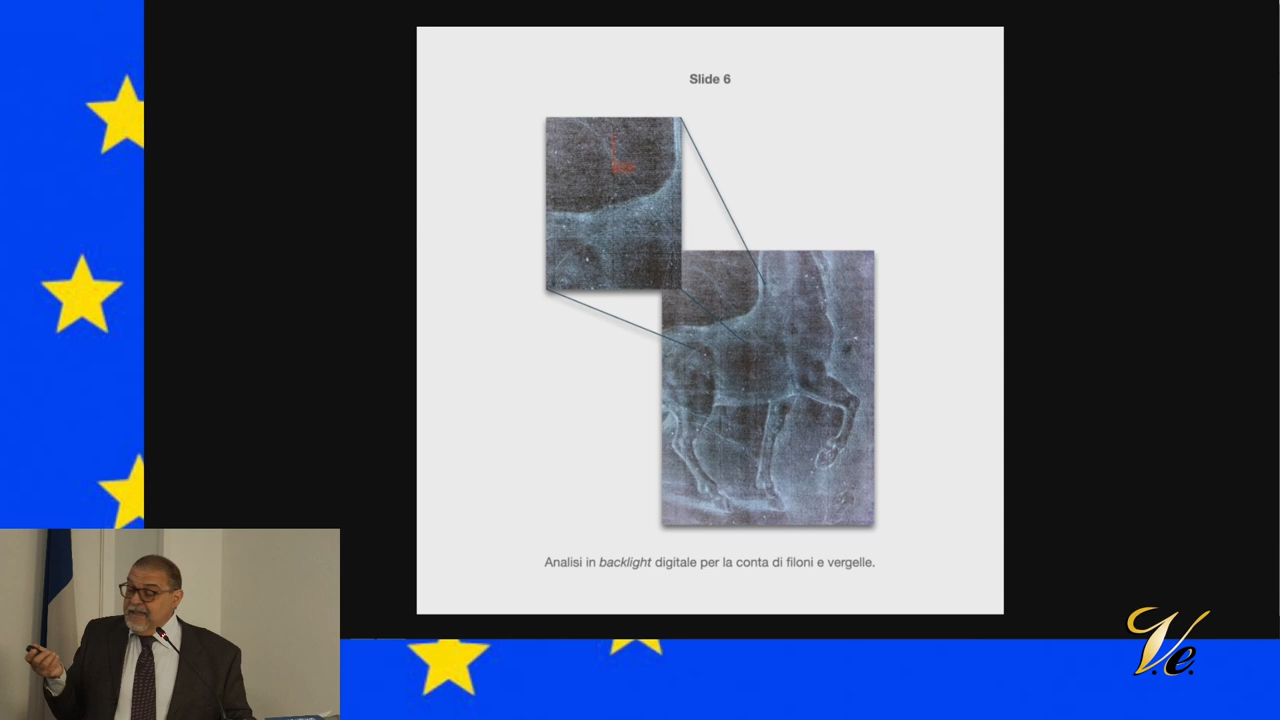 Slide 6
Analisi in backlight digitale per la conta di filoni e vergelle.
V.e.